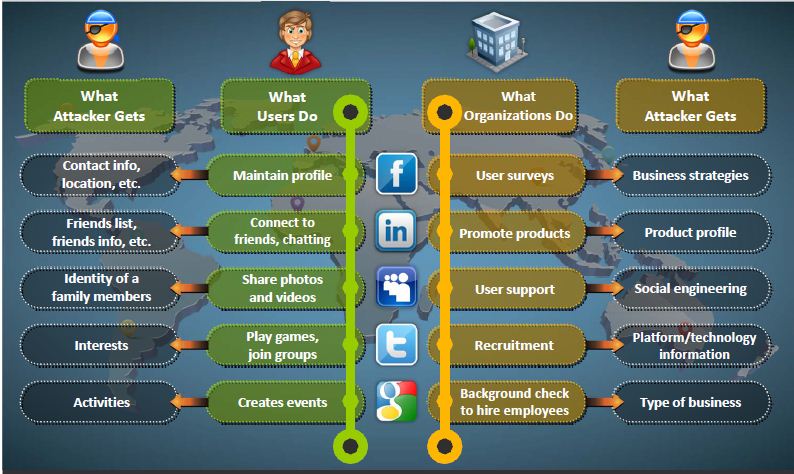 What
Attacker Gets
What
Users Do
What
Organizations Do
What
Attacker Gets
Contact info,
location, etc.
Maintain profile
f
User surveys
Business strategies
Friends list,
friends info, etc.
Connect to
friends, chatting
in
Promote products
Product profile
Identity of a
family members
Share photos
and videos
User support
Social engineering
Interests
Play games,
join groups
t
Recruitment
Platform/technology
information
Activities
Creates events
g
Background check
to hire employees
Type of business